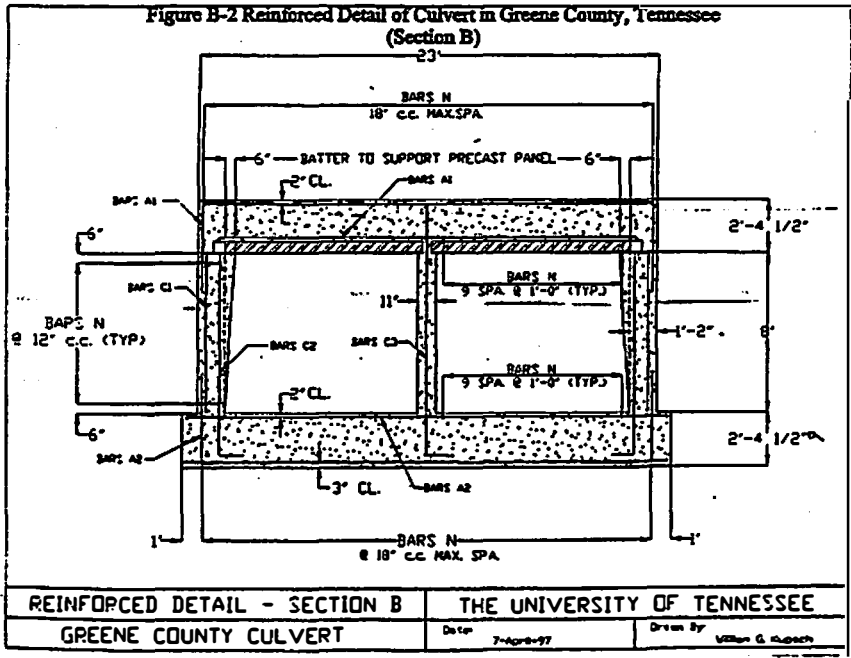 Figure B-2 Reinforced Detail of Culvert in Greene County, Tennessee
(Section B)
23'
BARS N
18" c.c. MAX.SPA.
6" BATTER TO SUPPORT PRECAST PANEL 6"
2" CL.
BARS A1
BARS A1
2'-4 1/2"
6"
BARS C1
BARS N
9 SPA. @ 1'-0" (TYP.)
11"
BARS N
@ 12" c.c. (TYP)
1'-2"
8'
BARS C2
BARS C3
BARS N
9 SPA. @ 1'-0" (TYP.)
2" CL.
6"
2'-4 1/2"
BARS A2
3" CL.
BARS A2
1'
BARS N
@ 18" c.c. MAX. SPA.
1'
REINFORCED DETAIL - SECTION B
THE UNIVERSITY OF TENNESSEE
GREENE COUNTY CULVERT
Date
7-April-97
Drawn By
G.